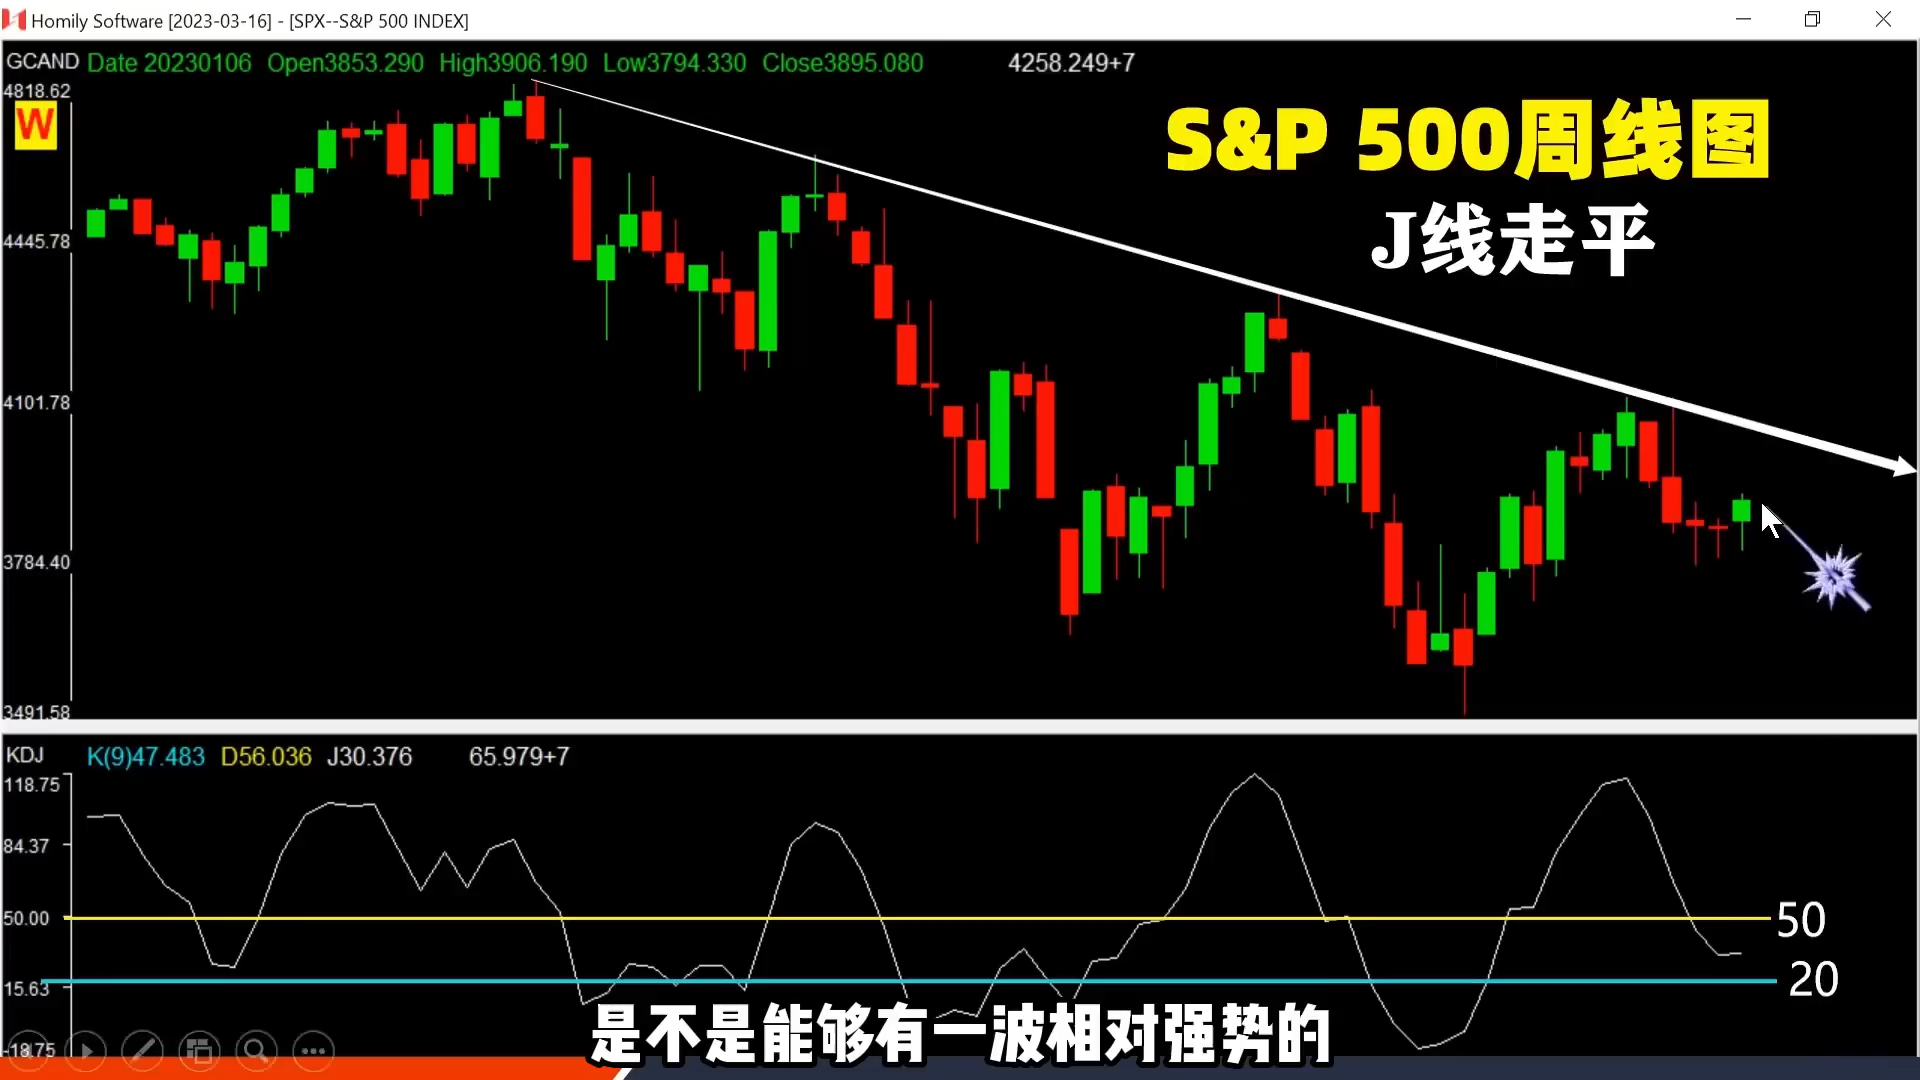 Homily Software [2023-03-16] - [SPX--S&P 500 INDEX]
GCAND Date 20230106 Open3853.290 High3906.190 Low3794.330 Close3895.080 4258.249+7
4818.62
W
S&P 500周线图
J线走平
4445.78
4101.78
3784.40
3491.58
KDJ K(9)47.483 D56.036 J30.376 65.979+7
118.75
84.37
50.00
50
20
15.63
-18.75
是不是能够有一波相对强势的